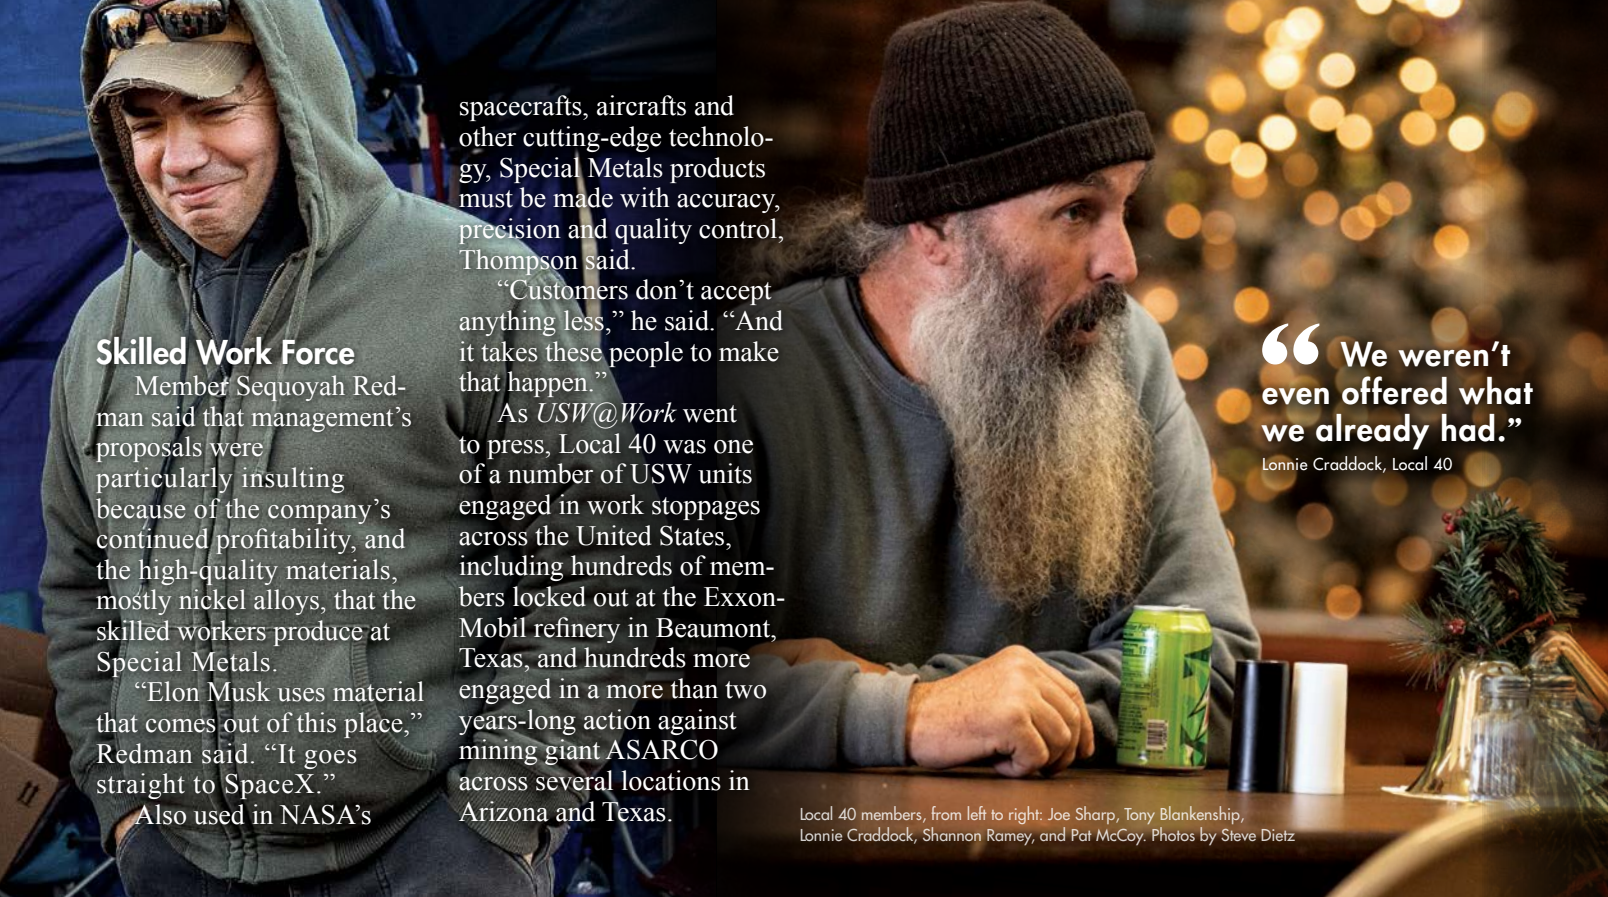 Skilled Work Force
Member Sequoyah Red-
man said that management's
proposals were
particularly insulting
because of the company's
continued profitability, and
the high-quality materials,
mostly nickel alloys, that the
skilled workers produce at
Special Metals.
“Elon Musk uses material
that comes out of this place,”
Redman said. “It goes
straight to SpaceX.”
Also used in NASA’s
spacecrafts, aircrafts and
other cutting-edge technolo-
gy, Special Metals products
must be made with accuracy,
precision and quality control,
Thompson said.
“Customers don’t accept
anything less,” he said. “And
it takes these people to make
that happen.”
As USW@Work went
to press, Local 40 was one
of a number of USW units
engaged in work stoppages
across the United States,
including hundreds of mem-
bers locked out at the Exxon-
Mobil refinery in Beaumont,
Texas, and hundreds more
engaged in a more than two
years-long action against
mining giant ASARCO
across several locations in
Arizona and Texas.
“ We weren’t
even offered what
we already had.”
Lonnie Craddock, Local 40
Local 40 members, from left to right: Joe Sharp, Tony Blankenship,
Lonnie Craddock, Shannon Ramey, and Pat McCoy. Photos by Steve Dietz